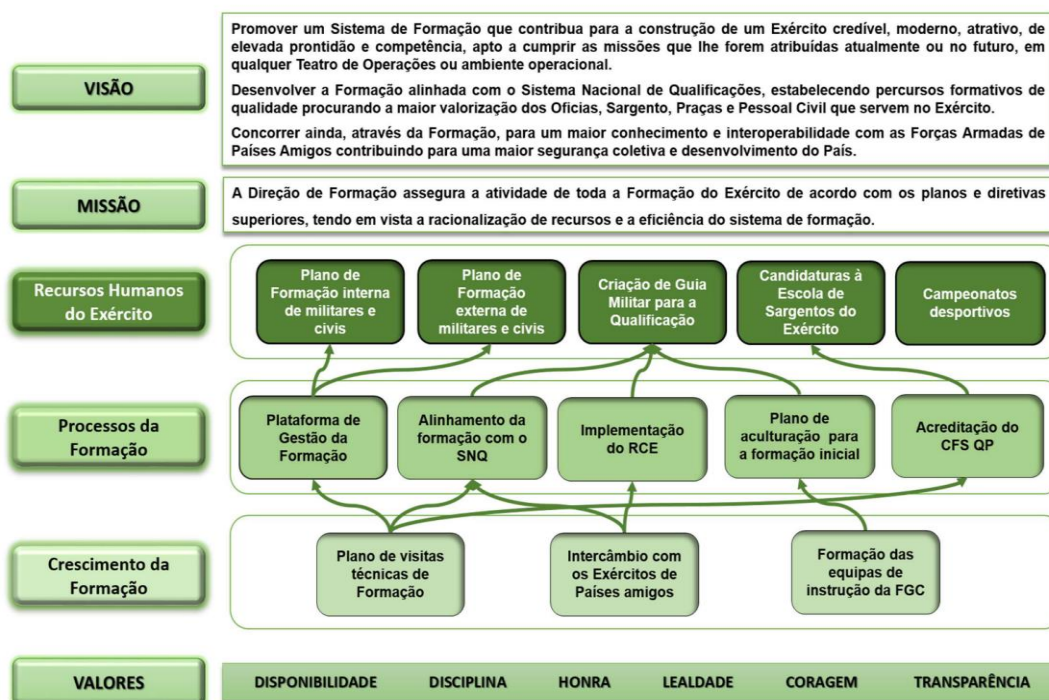 VISÃO
Promover um Sistema de Formação que contribua para a construção de um Exército credível, moderno, atrativo, de
elevada prontidão e competência, apto a cumprir as missões que lhe forem atribuídas atualmente ou no futuro, em
qualquer Teatro de Operações ou ambiente operacional.
Desenvolver a Formação alinhada com o Sistema Nacional de Qualificações, estabelecendo percursos formativos de
qualidade procurando a maior valorização dos Oficias, Sargento, Praças e Pessoal Civil que servem no Exército.
Concorrer ainda, através da Formação, para um maior conhecimento e interoperabilidade com as Forças Armadas de
Países Amigos contribuindo para uma maior segurança coletiva e desenvolvimento do País.
MISSÃO
A Direção de Formação assegura a atividade de toda a Formação do Exército de acordo com os planos e diretivas
superiores, tendo em vista a racionalização de recursos e a eficiência do sistema de formação.
Recursos Humanos
do Exército
Plano de
Formação interna
de militares e
civis
Plano de
Formação
externa de
militares e civis
Criação de Guia
Militar para a
Qualificação
Candidaturas à
Escola de
Sargentos do
Exército
Campeonatos
desportivos
Processos da
Formação
Plataforma de
Gestão da
Formação
Alinhamento da
formação com o
SNQ
Implementação
do RCE
Plano de
aculturação para
a formação inicial
Acreditação do
CFS QP
Crescimento da
Formação
Plano de visitas
técnicas de
Formação
Intercâmbio com
os Exércitos de
Países amigos
Formação das
equipas de
instrução da FGC
VALORES
DISPONIBILIDADE DISCIPLINA HONRA LEALDADE CORAGEM TRANSPARÊNCIA